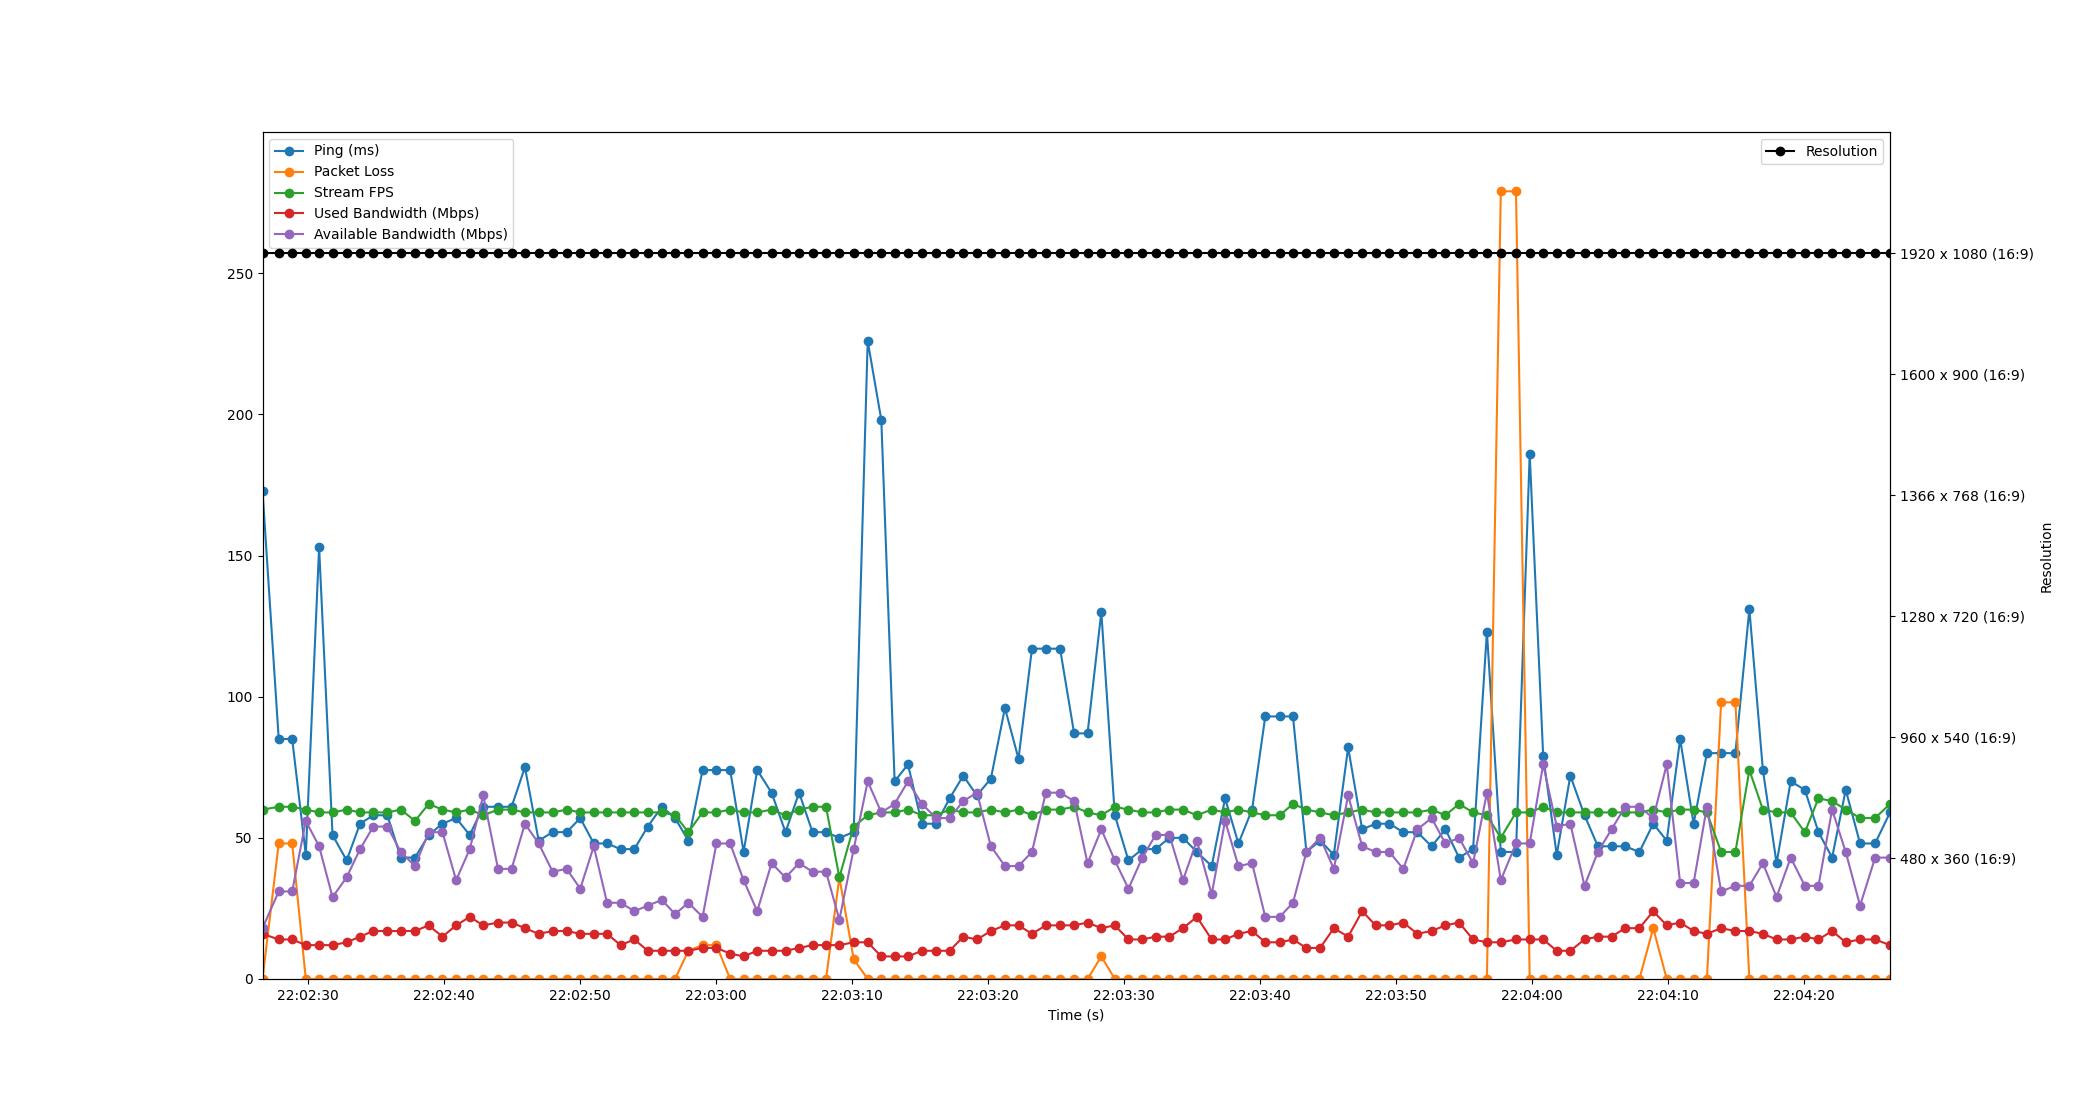 Ping (ms)
Packet Loss
Stream FPS
Used Bandwidth (Mbps)
Available Bandwidth (Mbps)
Resolution
250
200
150
100
50
0
1920 x 1080 (16:9)
1600 x 900 (16:9)
1366 x 768 (16:9)
1280 x 720 (16:9)
960 x 540 (16:9)
480 x 360 (16:9)
Resolution
22:02:30 22:02:40 22:02:50 22:03:00 22:03:10 22:03:20 22:03:30 22:03:40 22:03:50 22:04:00 22:04:10 22:04:20
Time (s)